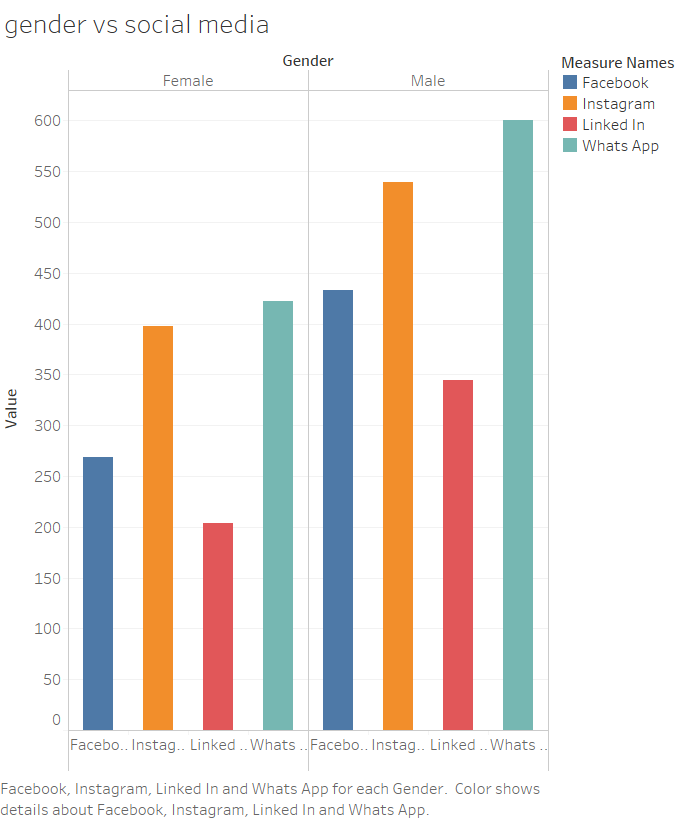 gender vs social media
Gender
Female Male
Measure Names
Facebook
Instagram
Linked In
Whats App
Value
600
550
500
450
400
350
300
250
200
150
100
50
0
Facebo.. Instag.. Linked .. Whats .. Facebo.. Instag.. Linked .. Whats ..
Facebook, Instagram, Linked In and Whats App for each Gender.  Color shows
details about Facebook, Instagram, Linked In and Whats App.